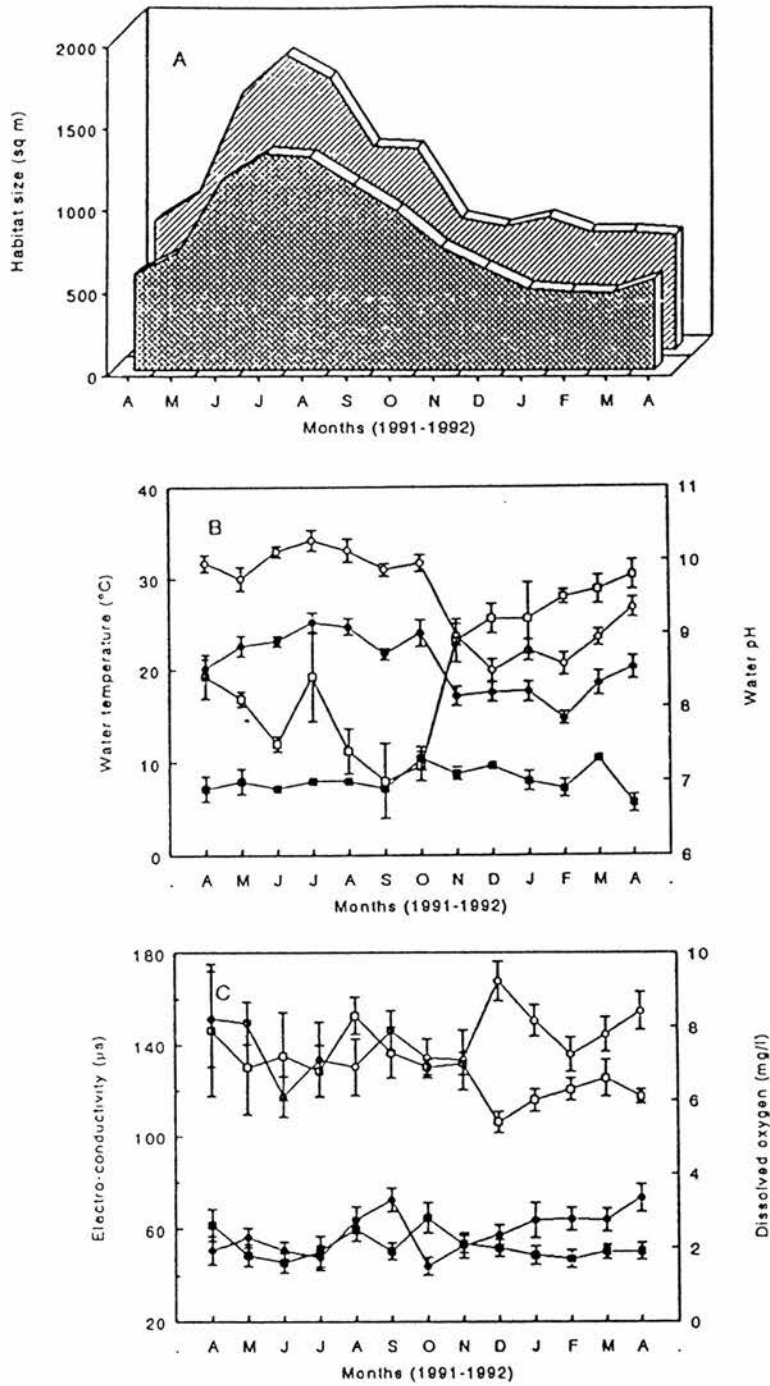 A
Habitat size (sq m)
2000
1500
1000
500
0
A M J J A S O N D J F M A
Months (1991-1992)
B
Water temperature (°C)
40
30
20
10
0
Water pH
11
10
9
8
7
6
A M J J A S O N D J F M A
Months (1991-1992)
C
Electro-conductivity (µs)
180
140
100
60
20
Dissolved oxygen (mg/l)
10
8
6
4
2
0
A M J J A S O N D J F M A
Months (1991-1992)